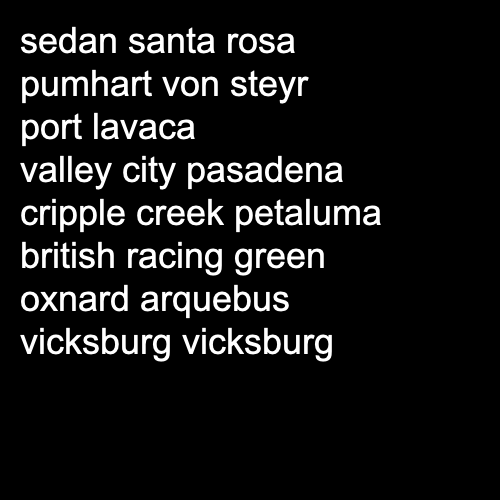 sedan santa rosa
pumhart von steyr
port lavaca
valley city pasadena
cripple creek petaluma
british racing green
oxnard arquebus
vicksburg vicksburg